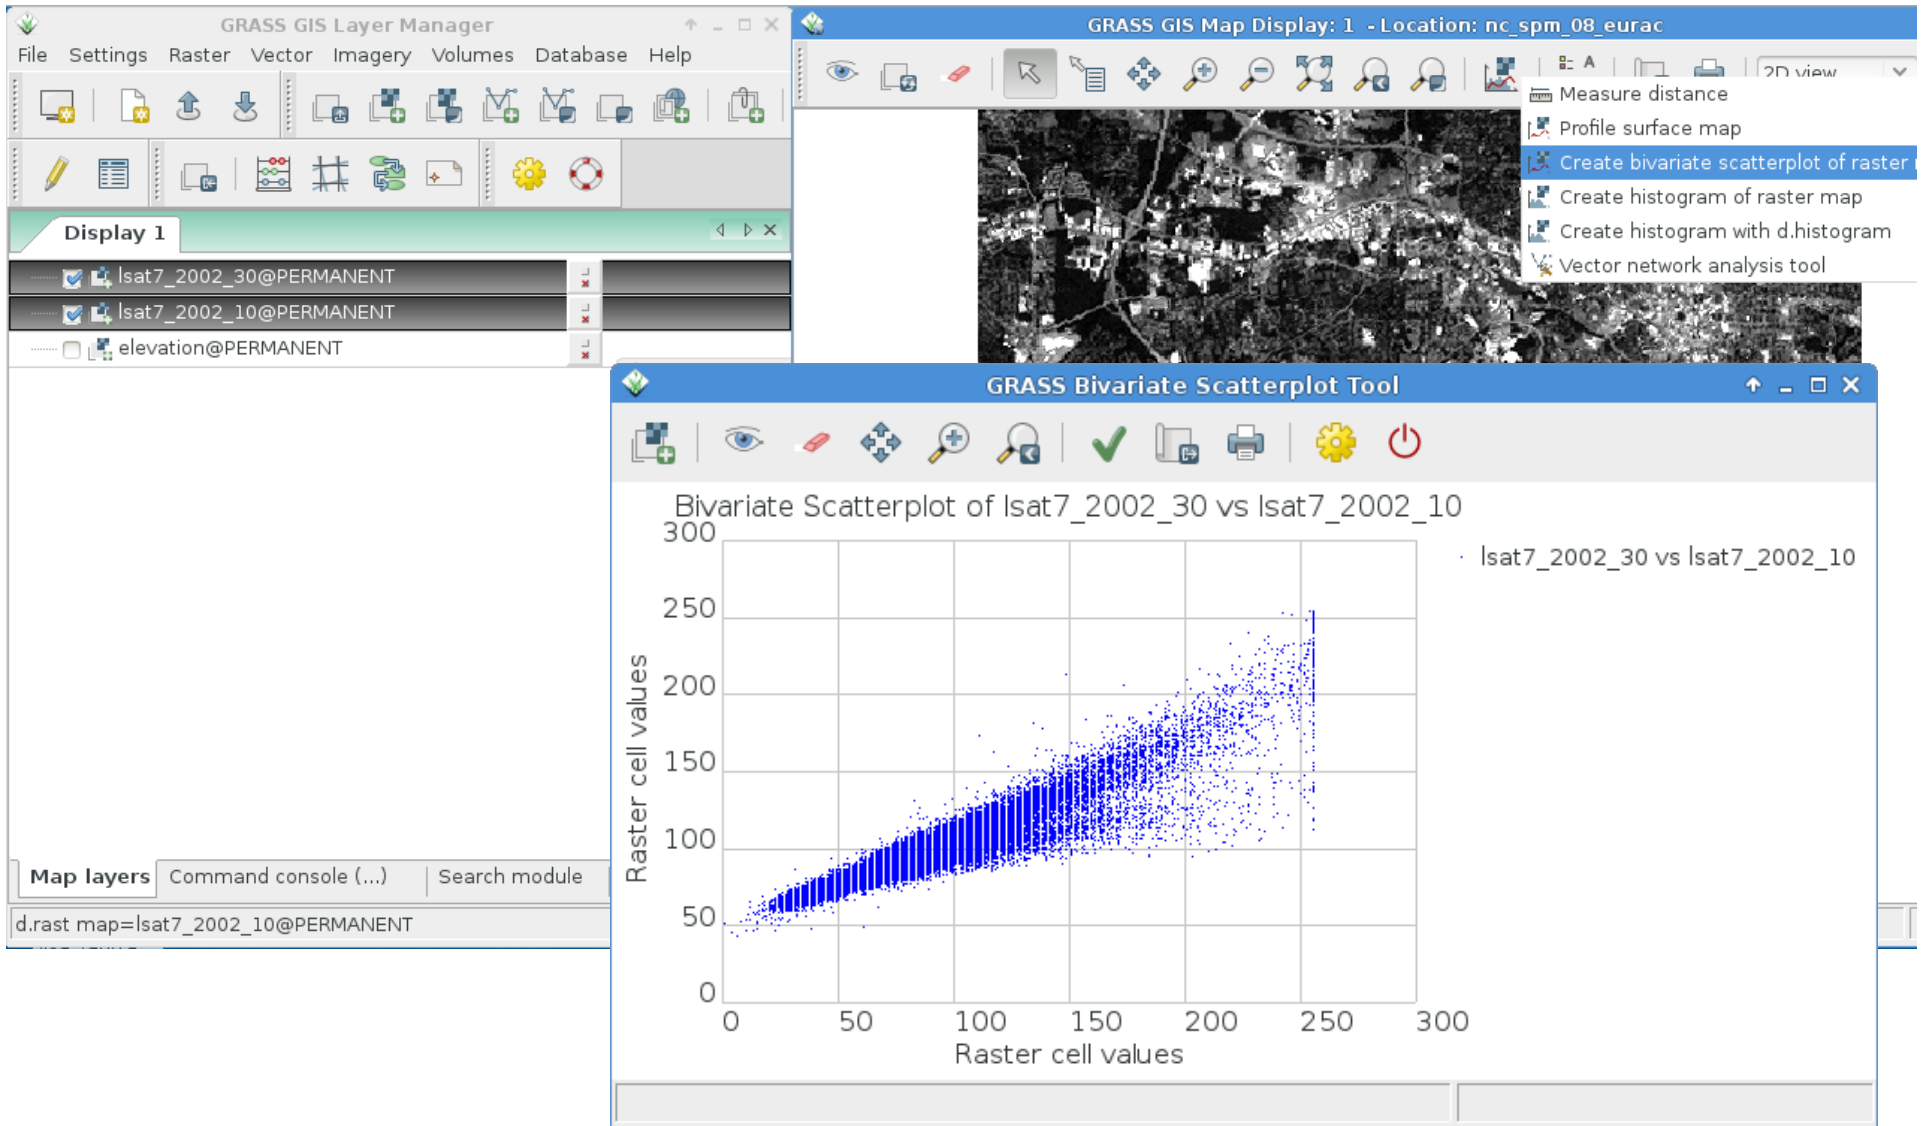 GRASS GIS Layer Manager
File Settings Raster Vector Imagery Volumes Database Help
Display 1
lsat7_2002_30@PERMANENT
lsat7_2002_10@PERMANENT
elevation@PERMANENT
Map layers Command console (...) Search module
d.rast map=lsat7_2002_10@PERMANENT
GRASS GIS Map Display: 1 - Location: nc_spm_08_eurac
A
2D view
Measure distance
Profile surface map
Create bivariate scatterplot of raster
Create histogram of raster map
Create histogram with d.histogram
Vector network analysis tool
GRASS Bivariate Scatterplot Tool
Bivariate Scatterplot of lsat7_2002_30 vs lsat7_2002_10
lsat7_2002_30 vs lsat7_2002_10
Raster cell values
300
250
200
150
100
50
0
0 50 100 150 200 250 300
Raster cell values